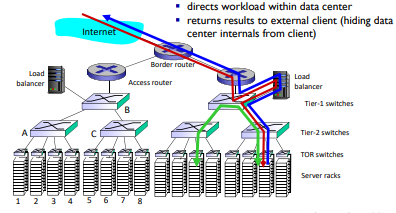 ▪ directs workload within data center
▪ returns results to external client (hiding data center internals from client)
Internet
Border router
Load balancer
Access router
Load balancer
B
Tier-1 switches
A
C
Tier-2 switches
TOR switches
Server racks
1 2 3 4 5 6 7 8